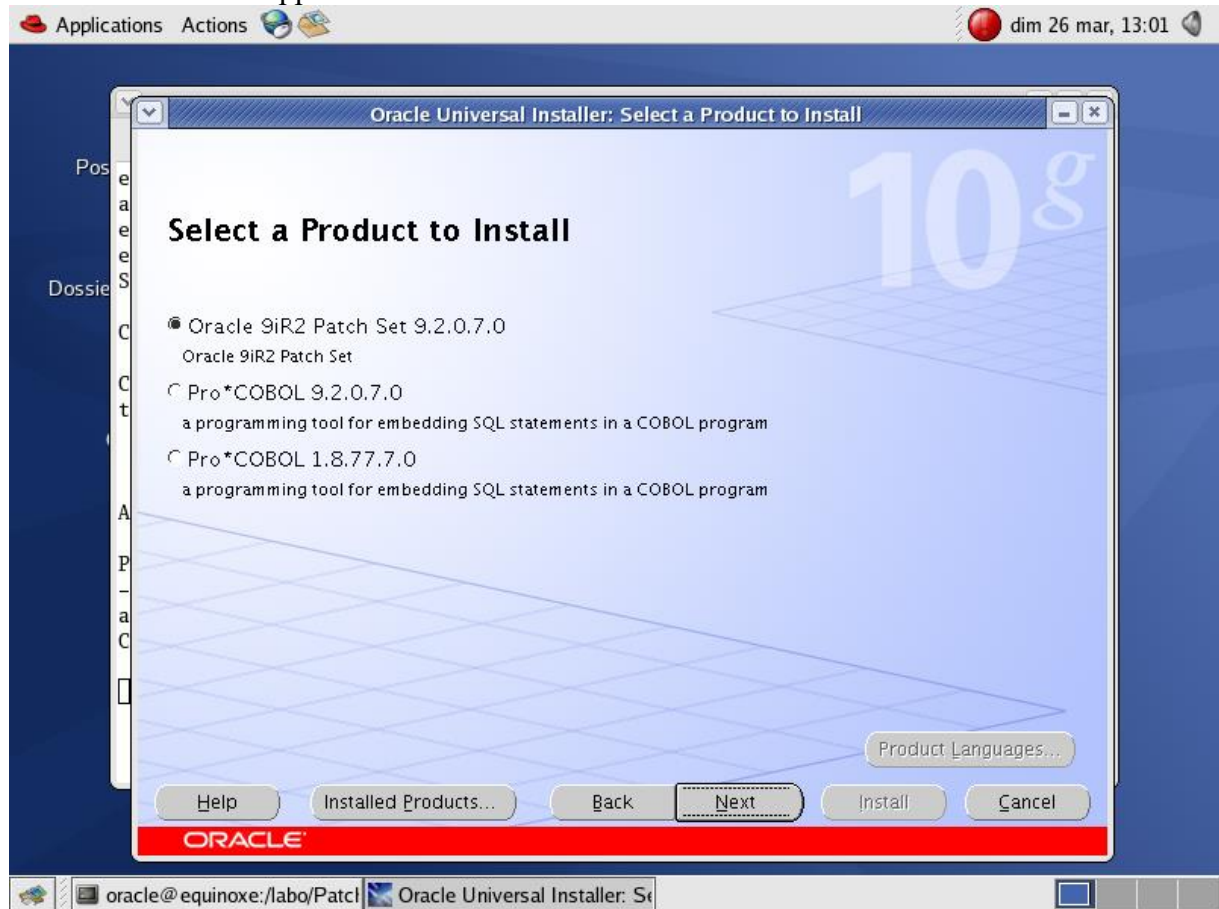 Applications Actions
dim 26 mar, 13:01
Oracle Universal Installer: Select a Product to Install
10g
Pos
Dossie
e
a
e
e
S
C
C
t
A
P
-
a
C
Select a Product to Install
Oracle 9iR2 Patch Set 9.2.0.7.0
Oracle 9iR2 Patch Set
Pro*COBOL 9.2.0.7.0
a programming tool for embedding SQL statements in a COBOL program
Pro*COBOL 1.8.77.7.0
a programming tool for embedding SQL statements in a COBOL program
Product Languages...
Help Installed Products... Back Next Install Cancel
ORACLE
oracle@equinoxe:/labo/Patch Oracle Universal Installer: Se